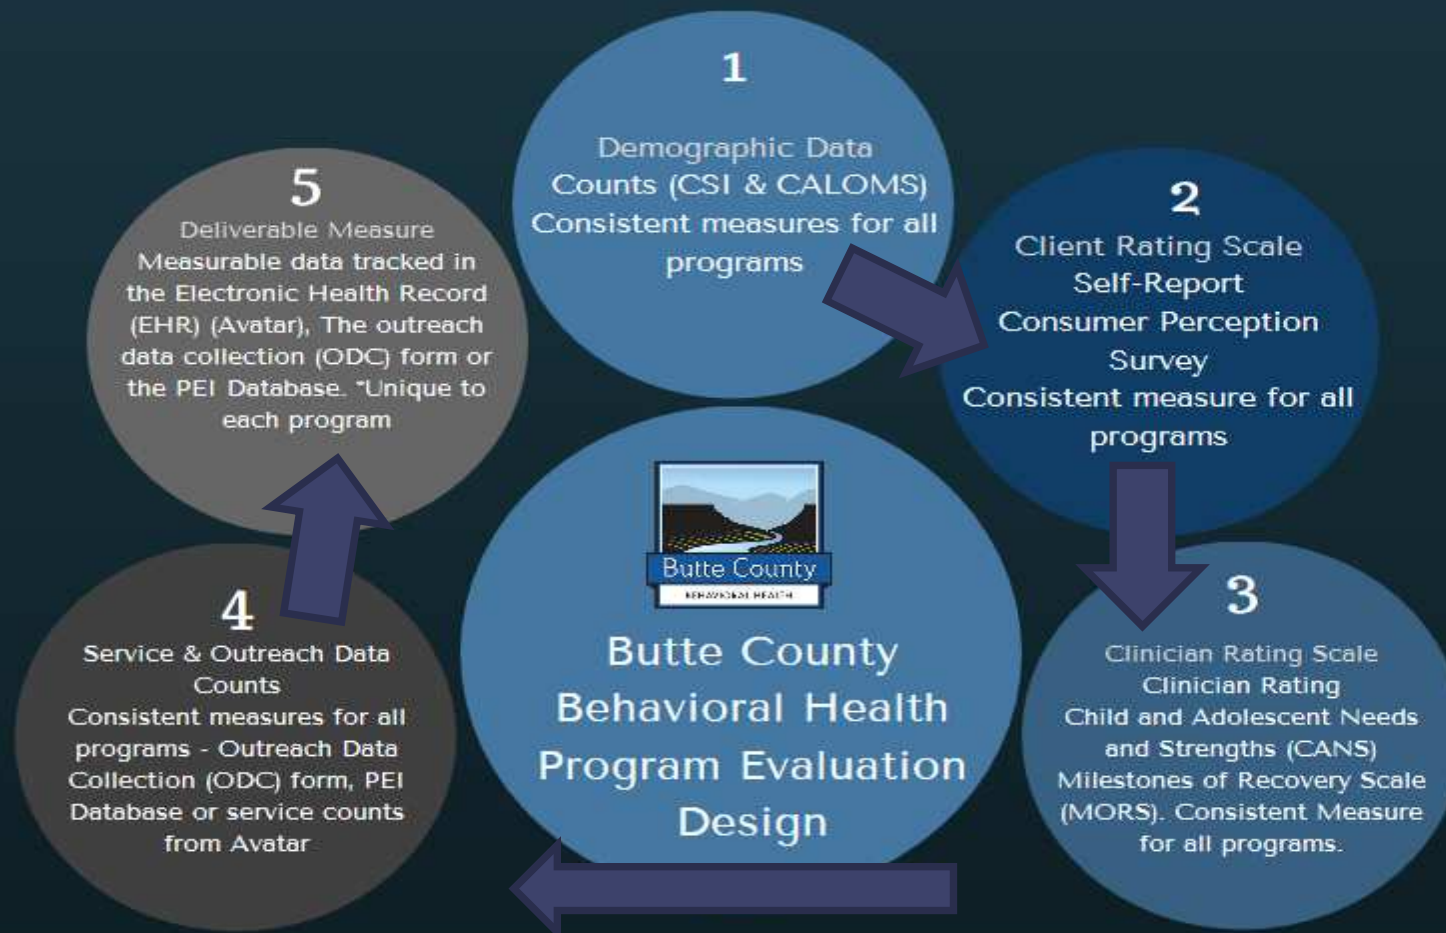 1
Demographic Data
Counts (CSI & CALOMS)
Consistent measures for all
programs
2
Client Rating Scale
Self-Report
Consumer Perception
Survey
Consistent measure for all
programs
3
Clinician Rating Scale
Clinician Rating
Child and Adolescent Needs
and Strengths (CANS)
Milestones of Recovery Scale
(MORS). Consistent Measure
for all programs.
4
Service & Outreach Data
Counts
Consistent measures for all
programs - Outreach Data
Collection (ODC) form, PEI
Database or service counts
from Avatar
5
Deliverable Measure
Measurable data tracked in
the Electronic Health Record
(EHR) (Avatar), The outreach
data collection (ODC) form or
the PEI Database. *Unique to
each program
Butte County
BEHAVIORAL HEALTH
Butte County
Behavioral Health
Program Evaluation
Design